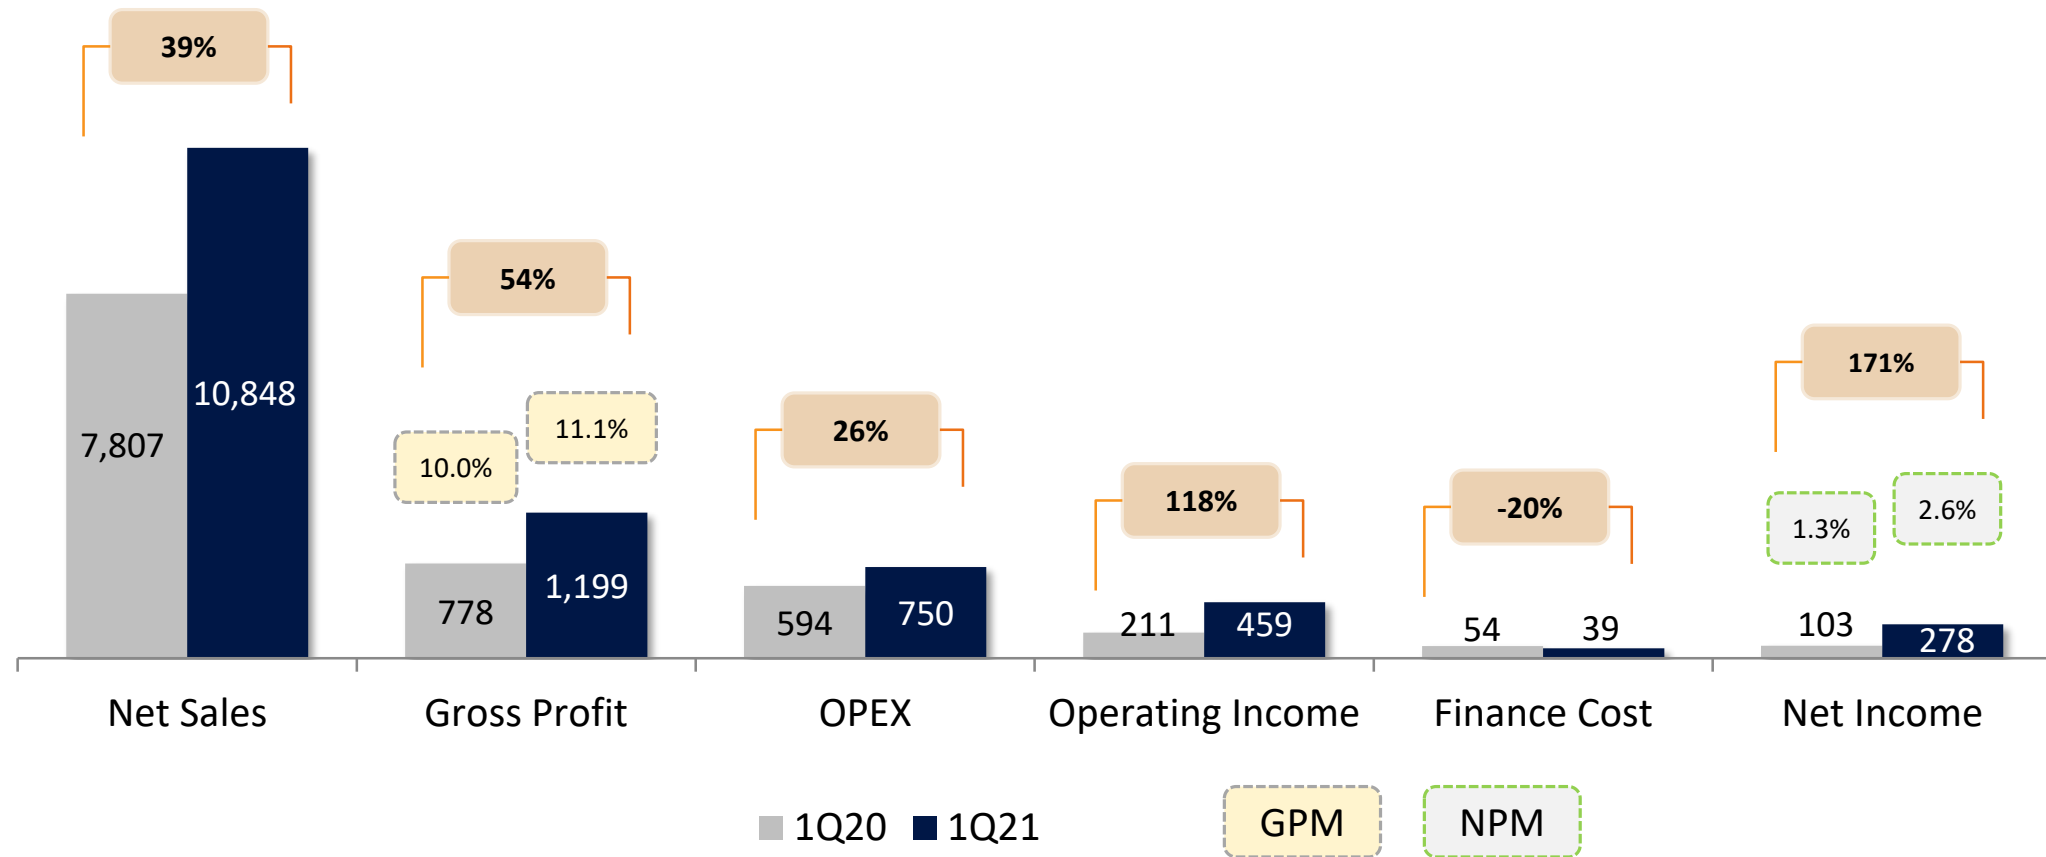 39%
7,807
10,848
54%
10.0%
11.1%
778
1,199
26%
594
750
118%
211
459
-20%
54
39
171%
1.3%
2.6%
103
278
Net Sales
Gross Profit
OPEX
Operating Income
Finance Cost
Net Income
1Q20
1Q21
GPM
NPM